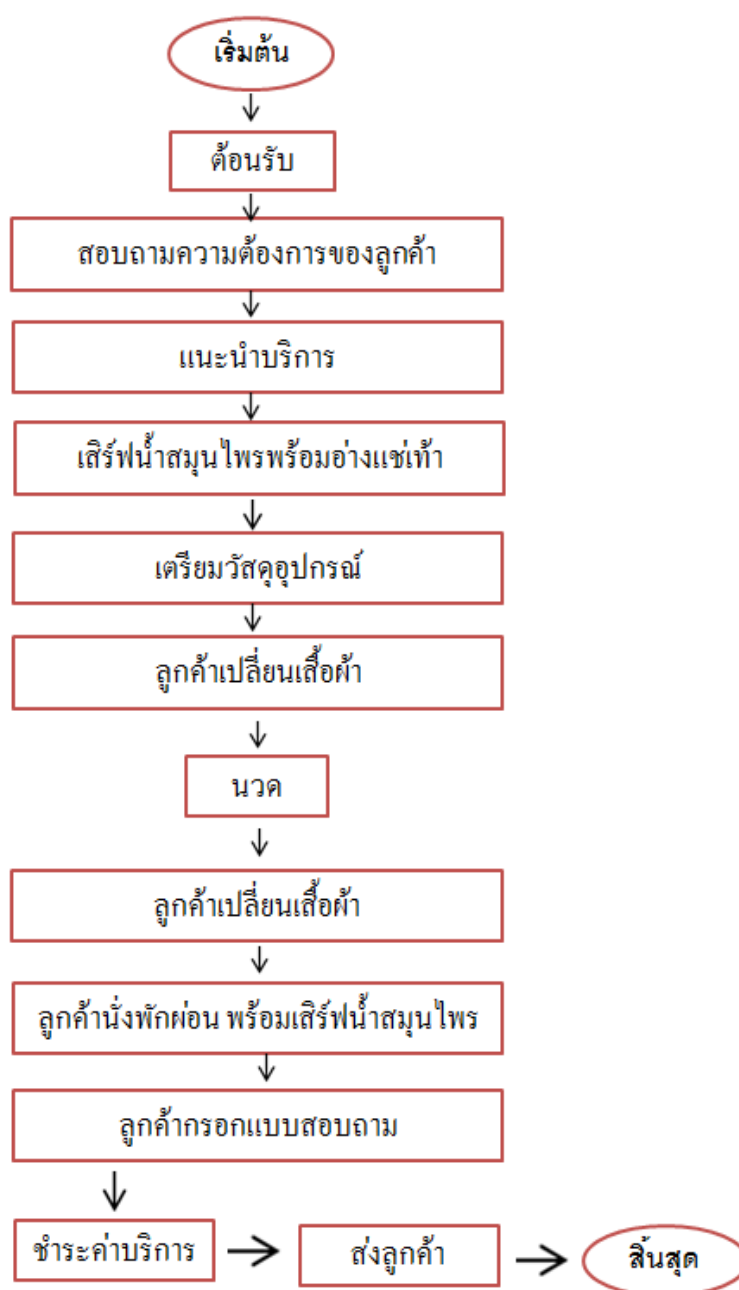 เริ่มต้น
ต้อนรับ
สอบถามความต้องการของลูกค้า
แนะนำบริการ
เสิร์ฟน้ำสมุนไพรพร้อมอ่างแช่เท้า
เตรียมวัสดุอุปกรณ์
ลูกค้าเปลี่ยนเสื้อผ้า
นวด
ลูกค้าเปลี่ยนเสื้อผ้า
ลูกค้านั่งพักผ่อน พร้อมเสิร์ฟน้ำสมุนไพร
ลูกค้ากรอกแบบสอบถาม
ชำระค่าบริการ
ส่งลูกค้า
สิ้นสุด